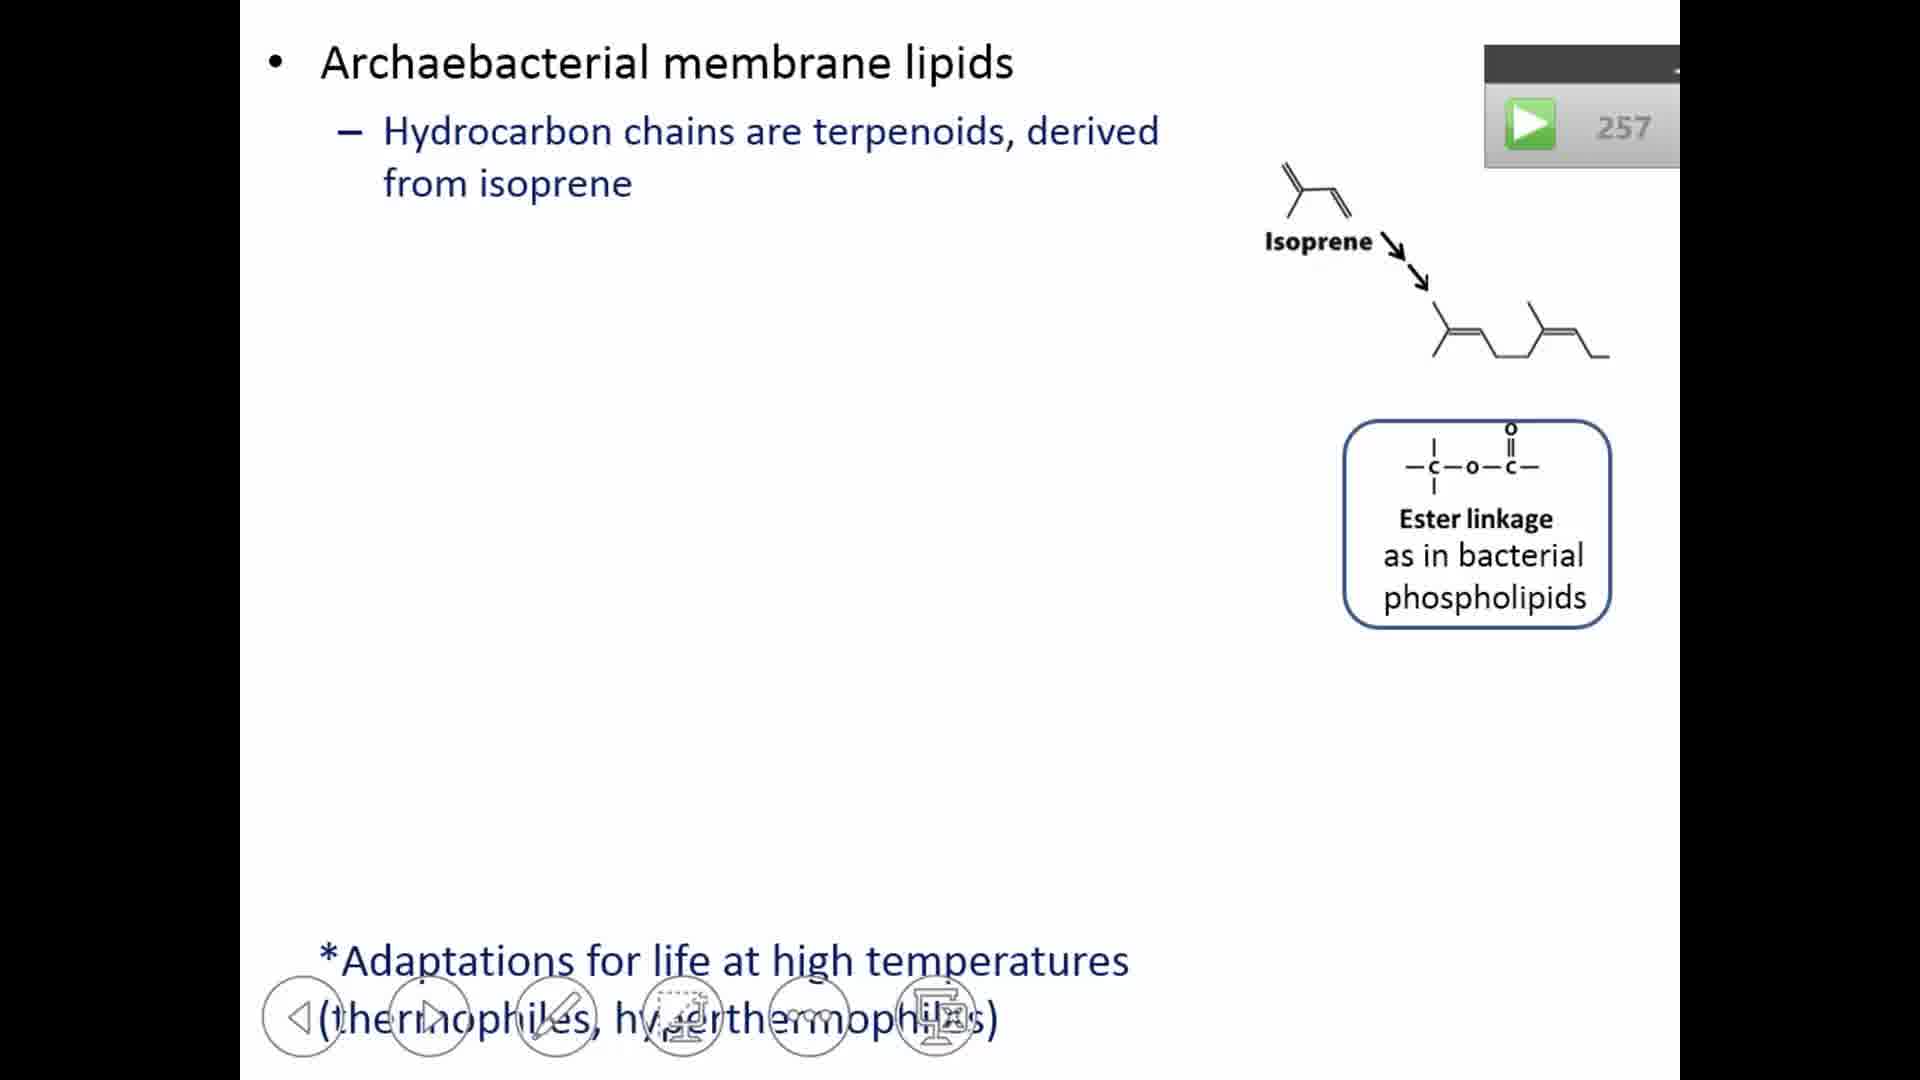 • Archaebacterial membrane lipids
– Hydrocarbon chains are terpenoids, derived
from isoprene
257
Isoprene
O
C O C
Ester linkage
as in bacterial
phospholipids
*Adaptations for life at high temperatures
(thermophiles, hyperthermophiles)